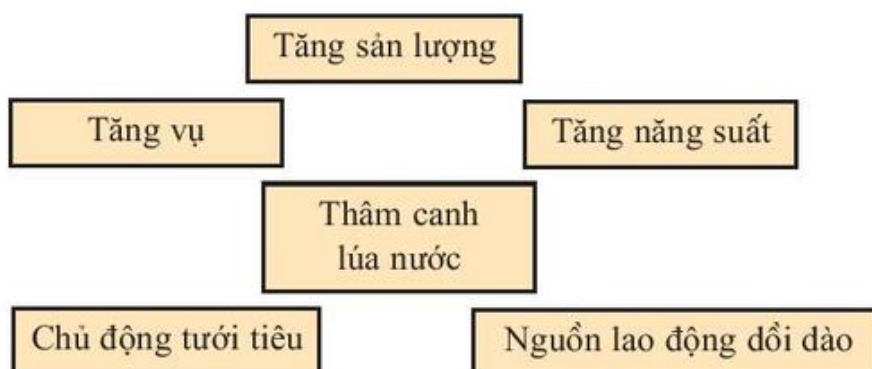 Tăng sản lượng
Tăng vụ
Tăng năng suất
Thâm canh
lúa nước
Chủ động tưới tiêu
Nguồn lao động dồi dào